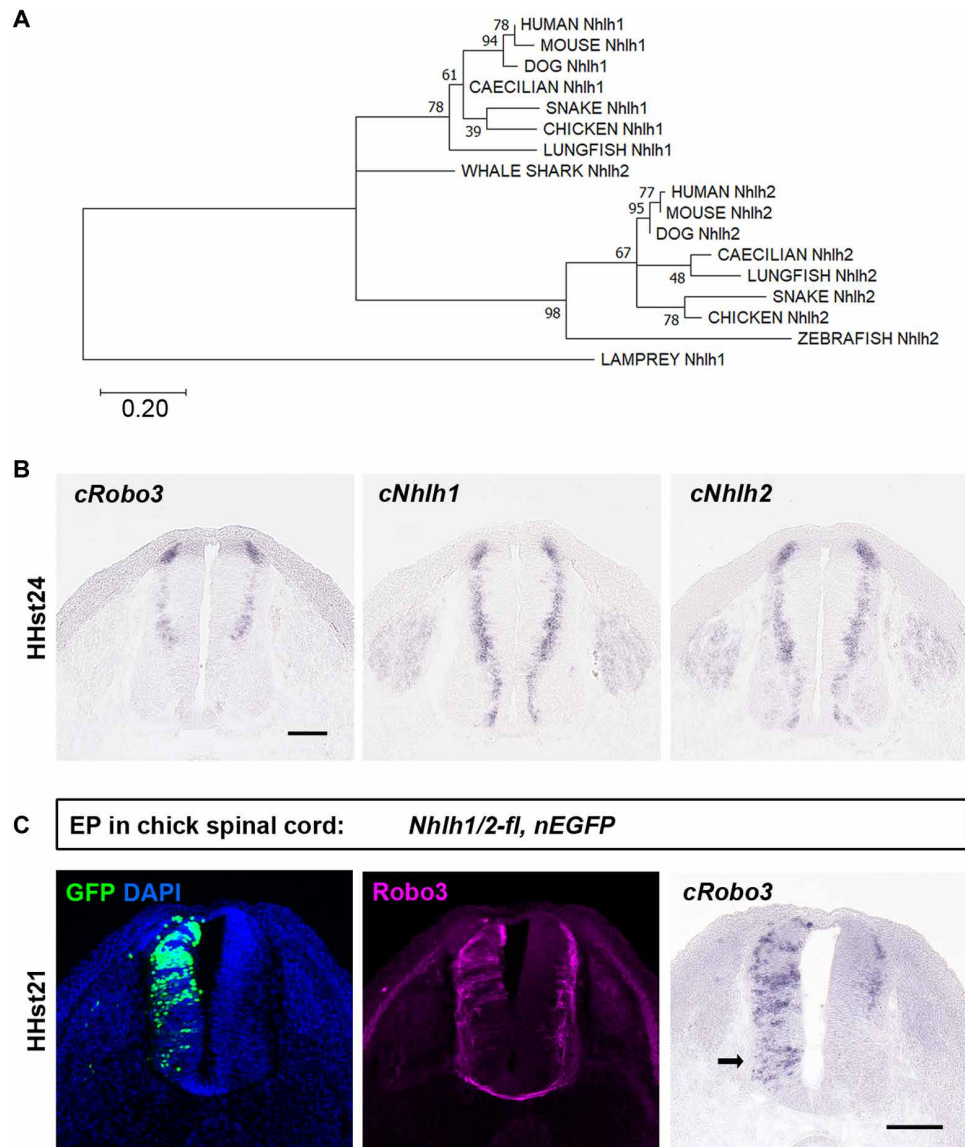 A
78 HUMAN Nhlh1
94 MOUSE Nhlh1
DOG Nhlh1
61
CAECILIAN Nhlh1
78 SNAKE Nhlh1
39 CHICKEN Nhlh1
LUNGFISH Nhlh1
WHALE SHARK Nhlh2
77 HUMAN Nhlh2
95 MOUSE Nhlh2
DOG Nhlh2
67 CAECILIAN Nhlh2
48 LUNGFISH Nhlh2
SNAKE Nhlh2
98 78 CHICKEN Nhlh2
ZEBRAFISH Nhlh2
LAMPREY Nhlh1
0.20
B
cRobo3 cNhlh1 cNhlh2
HHst24
C
EP in chick spinal cord: Nhlh1/2-fl, nEGFP
GFP DAPI Robo3 cRobo3
HHst21